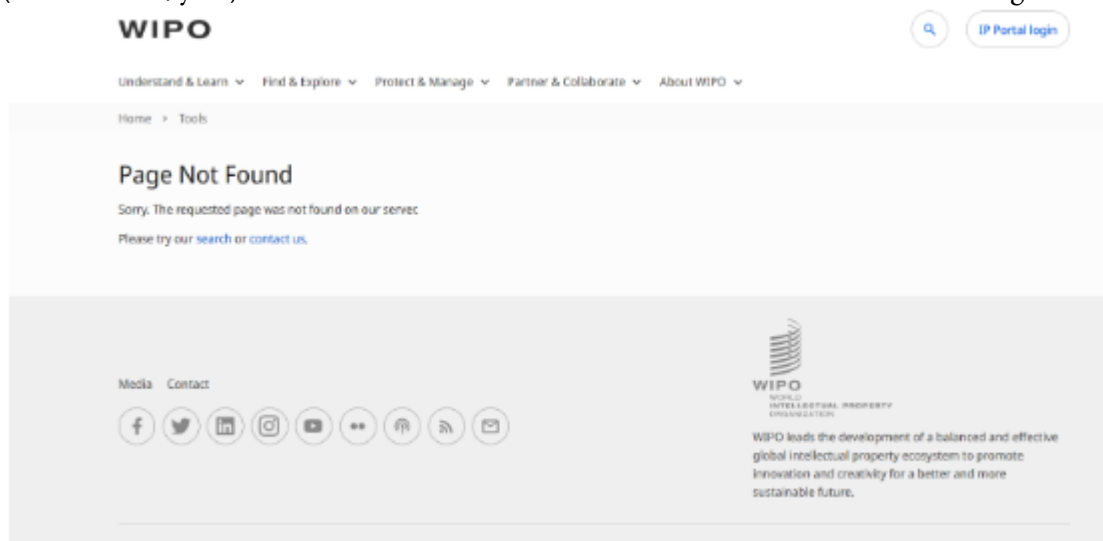 WIPO
IP Portal login
Understand & Learn Find & Explore Protect & Manage Partner & Collaborate About WIPO
Home > Tools
Page Not Found
Sorry. The requested page was not found on our server.
Please try our search or contact us.
Media Contact
WIPO
WORLD
INTELLECTUAL PROPERTY
ORGANIZATION
WIPO leads the development of a balanced and effective
global intellectual property ecosystem to promote
innovation and creativity for a better and more
sustainable future.